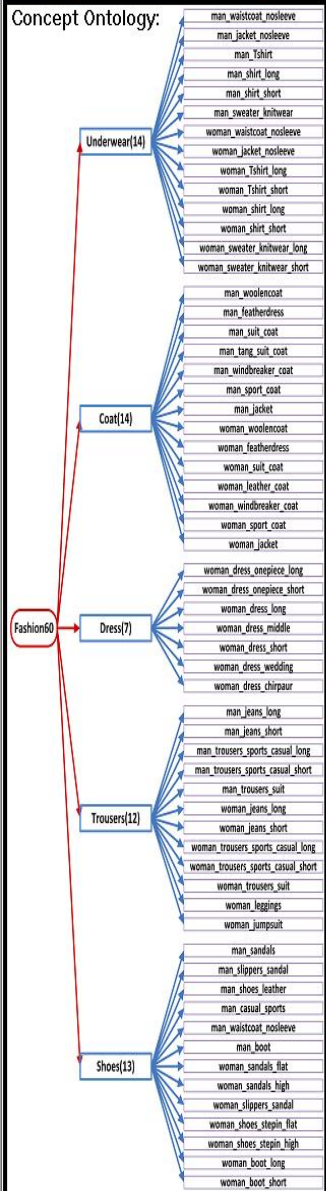 Concept Ontology:
Fashion60
Underwear(14)
man_waistcoat_nosleeve
man_jacket_nosleeve
man_Tshirt
man_shirt_long
man_shirt_short
man_sweater_knitwear
woman_waistcoat_nosleeve
woman_jacket_nosleeve
woman_Tshirt_long
woman_Tshirt_short
woman_shirt_long
woman_shirt_short
woman_sweater_knitwear_long
woman_sweater_knitwear_short
Coat(14)
man_woolencoat
man_featherdress
man_suit_coat
man_tang_suit_coat
man_windbreaker_coat
man_sport_coat
man_jacket
woman_woolencoat
woman_featherdress
woman_suit_coat
woman_leather_coat
woman_windbreaker_coat
woman_sport_coat
woman_jacket
Dress(7)
woman_dress_onepiece_long
woman_dress_onepiece_short
woman_dress_long
woman_dress_middle
woman_dress_short
woman_dress_wedding
woman_dress_chirpaur
Trousers(12)
man_jeans_long
man_jeans_short
man_trousers_sports_casual_long
man_trousers_sports_casual_short
man_trousers_suit
woman_jeans_long
woman_jeans_short
woman_trousers_sports_casual_long
woman_trousers_sports_casual_short
woman_trousers_suit
woman_leggings
woman_jumpsuit
Shoes(13)
man_sandals
man_slippers_sandal
man_shoes_leather
man_casual_sports
man_waistcoat_nosleeve
man_boot
woman_sandals_flat
woman_sandals_high
woman_slippers_sandal
woman_shoes_stepin_flat
woman_shoes_stepin_high
woman_boot_long
woman_boot_short